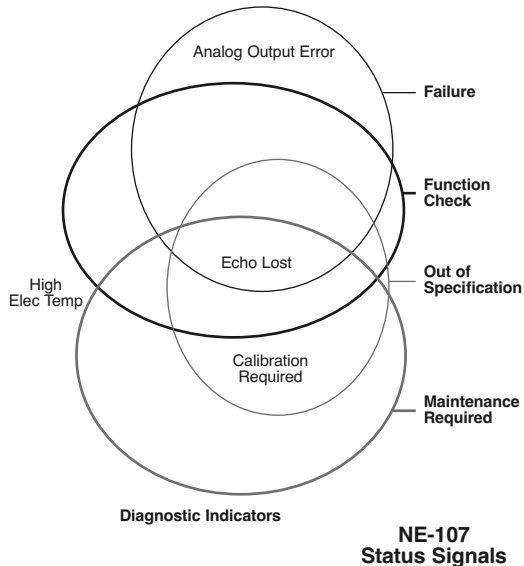 Analog Output Error
Failure
Function
Check
Echo Lost
High
Elec Temp
Out of
Specification
Calibration
Required
Maintenance
Required
Diagnostic Indicators
NE-107
Status Signals